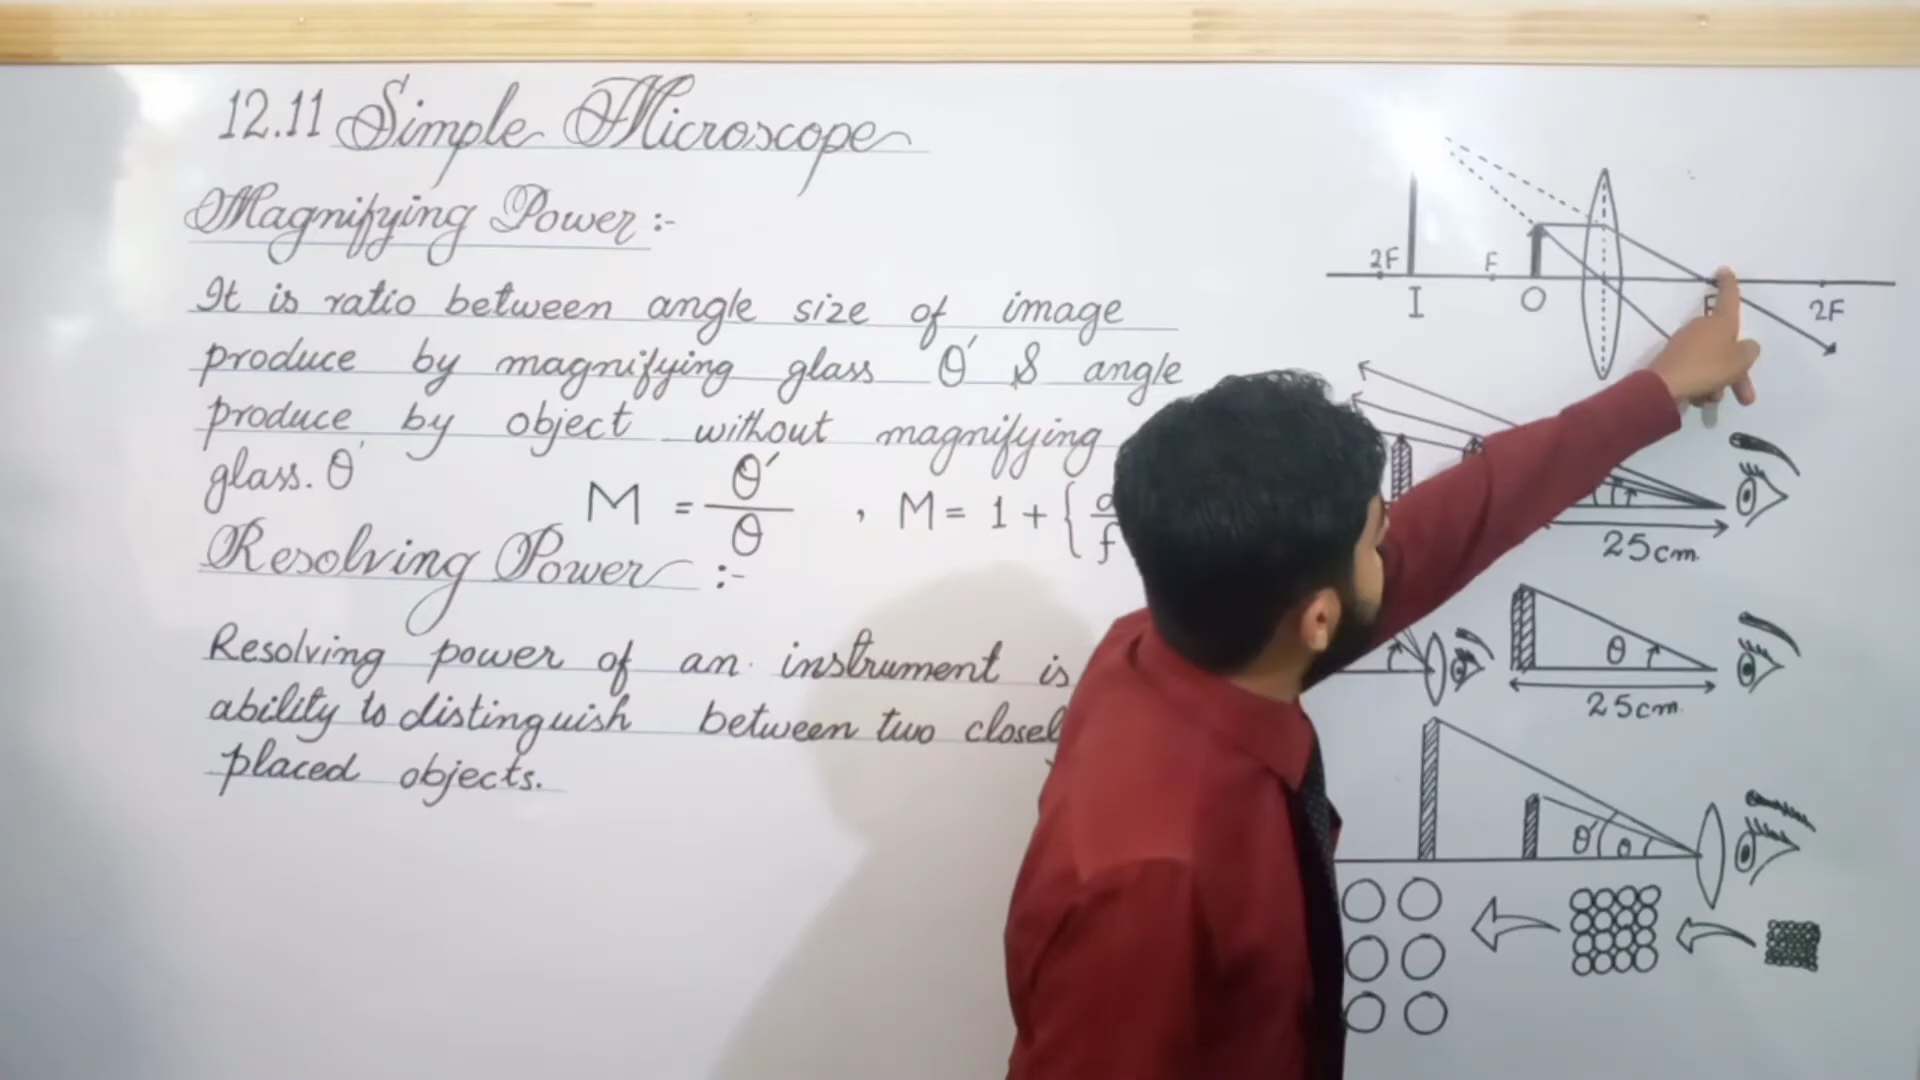 12.11 Simple Microscope
Magnifying Power :-
It is ratio between angle size of image
produce by magnifying glass θ' & angle
produce by object without magnifying
glass. θ
M = θ'/θ , M = 1 + {
f
Resolving Power :-
Resolving power of an instrument is
ability to distinguish between two
placed objects.
2F F F 2F
I O
25cm.
θ
25cm.
θ' θ